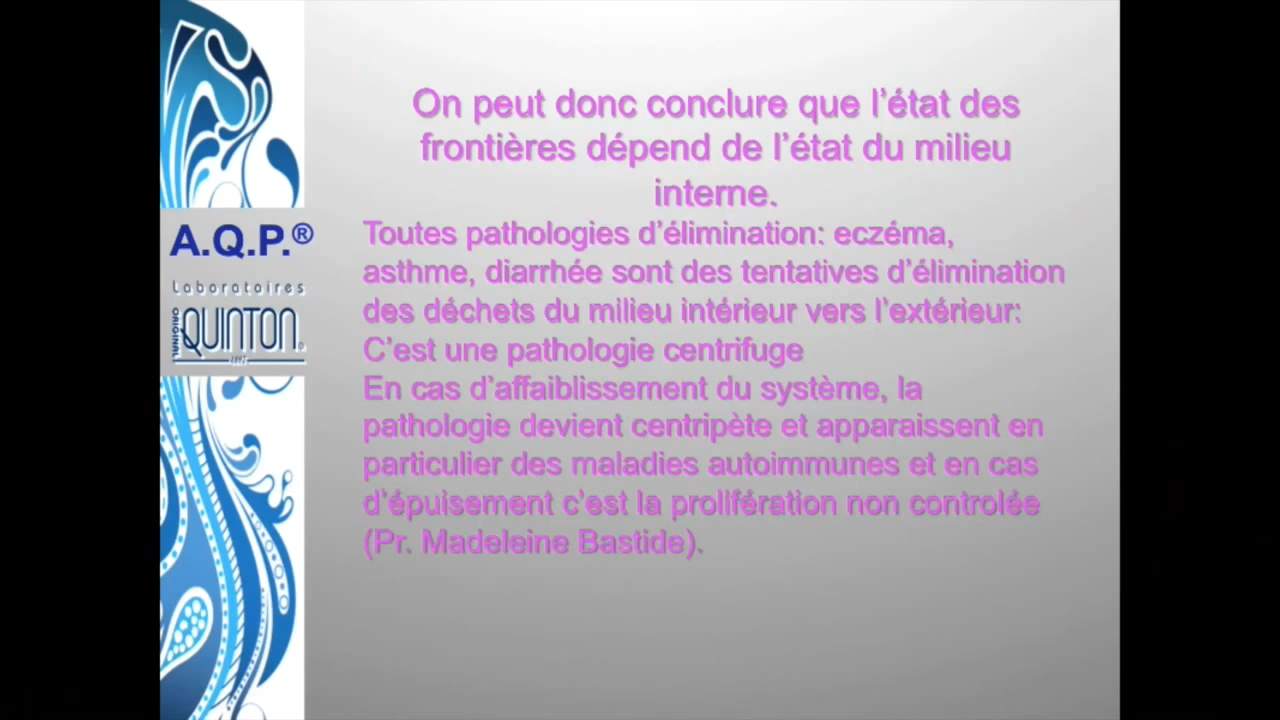 On peut donc conclure que l'état des
frontières dépend de l'état du milieu
interne.
Toutes pathologies d'élimination: eczéma,
asthme, diarrhée sont des tentatives d'élimination
des déchets du milieu intérieur vers l'extérieur:
C'est une pathologie centrifuge
En cas d'affaiblissement du système, la
pathologie devient centripète et apparaissent en
particulier des maladies autoimmunes et en cas
d'épuisement c'est la prolifération non controlée
(Pr. Madeleine Bastide).
A.Q.P.®
Laboratoires
ORIGINAL
QUINTON